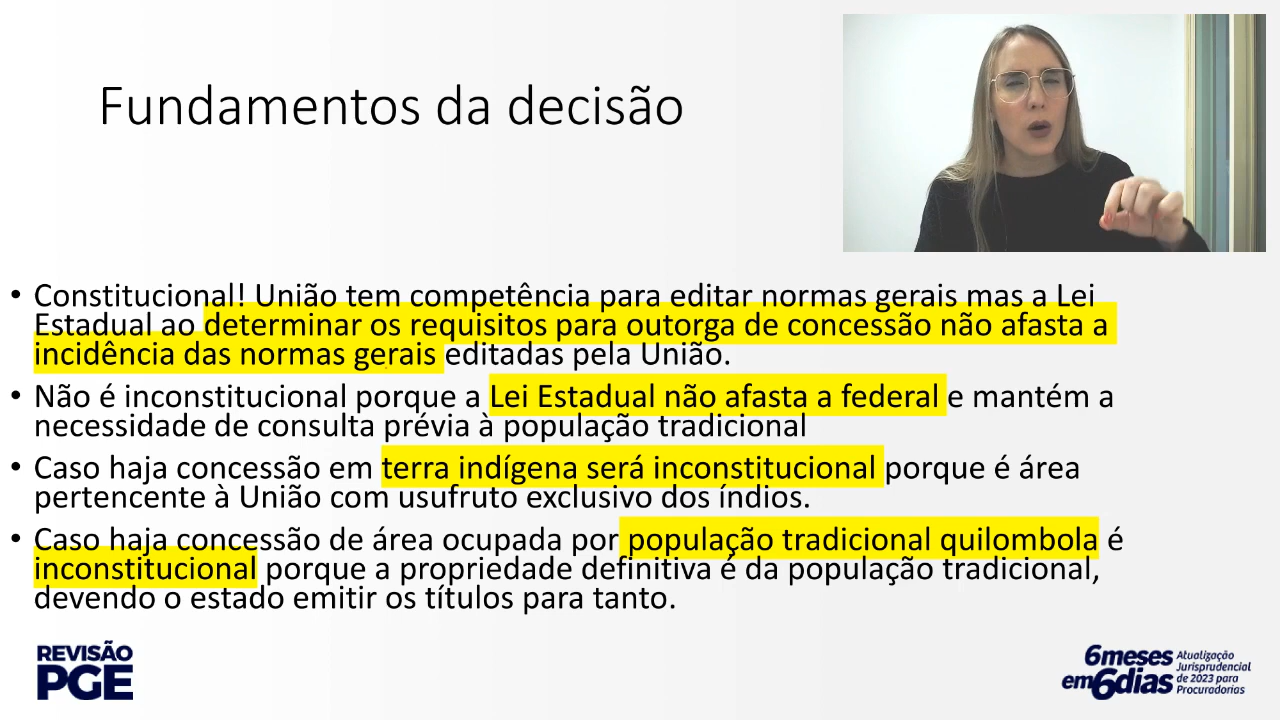 Fundamentos da decisão
• Constitucional! União tem competência para editar normas gerais mas a Lei
Estadual ao determinar os requisitos para outorga de concessão não afasta a
incidência das normas gerais editadas pela União.
• Não é inconstitucional porque a Lei Estadual não afasta a federal e mantém a
necessidade de consulta prévia à população tradicional
• Caso haja concessão em terra indígena será inconstitucional porque é área
pertencente à União com usufruto exclusivo dos índios.
• Caso haja concessão de área ocupada por população tradicional quilombola é
inconstitucional porque a propriedade definitiva é da população tradicional,
devendo o estado emitir os títulos para tanto.
REVISÃO
PGE
6meses
em6dias
Atualização
Jurisprudencial
de 2023 para
Procuradorias